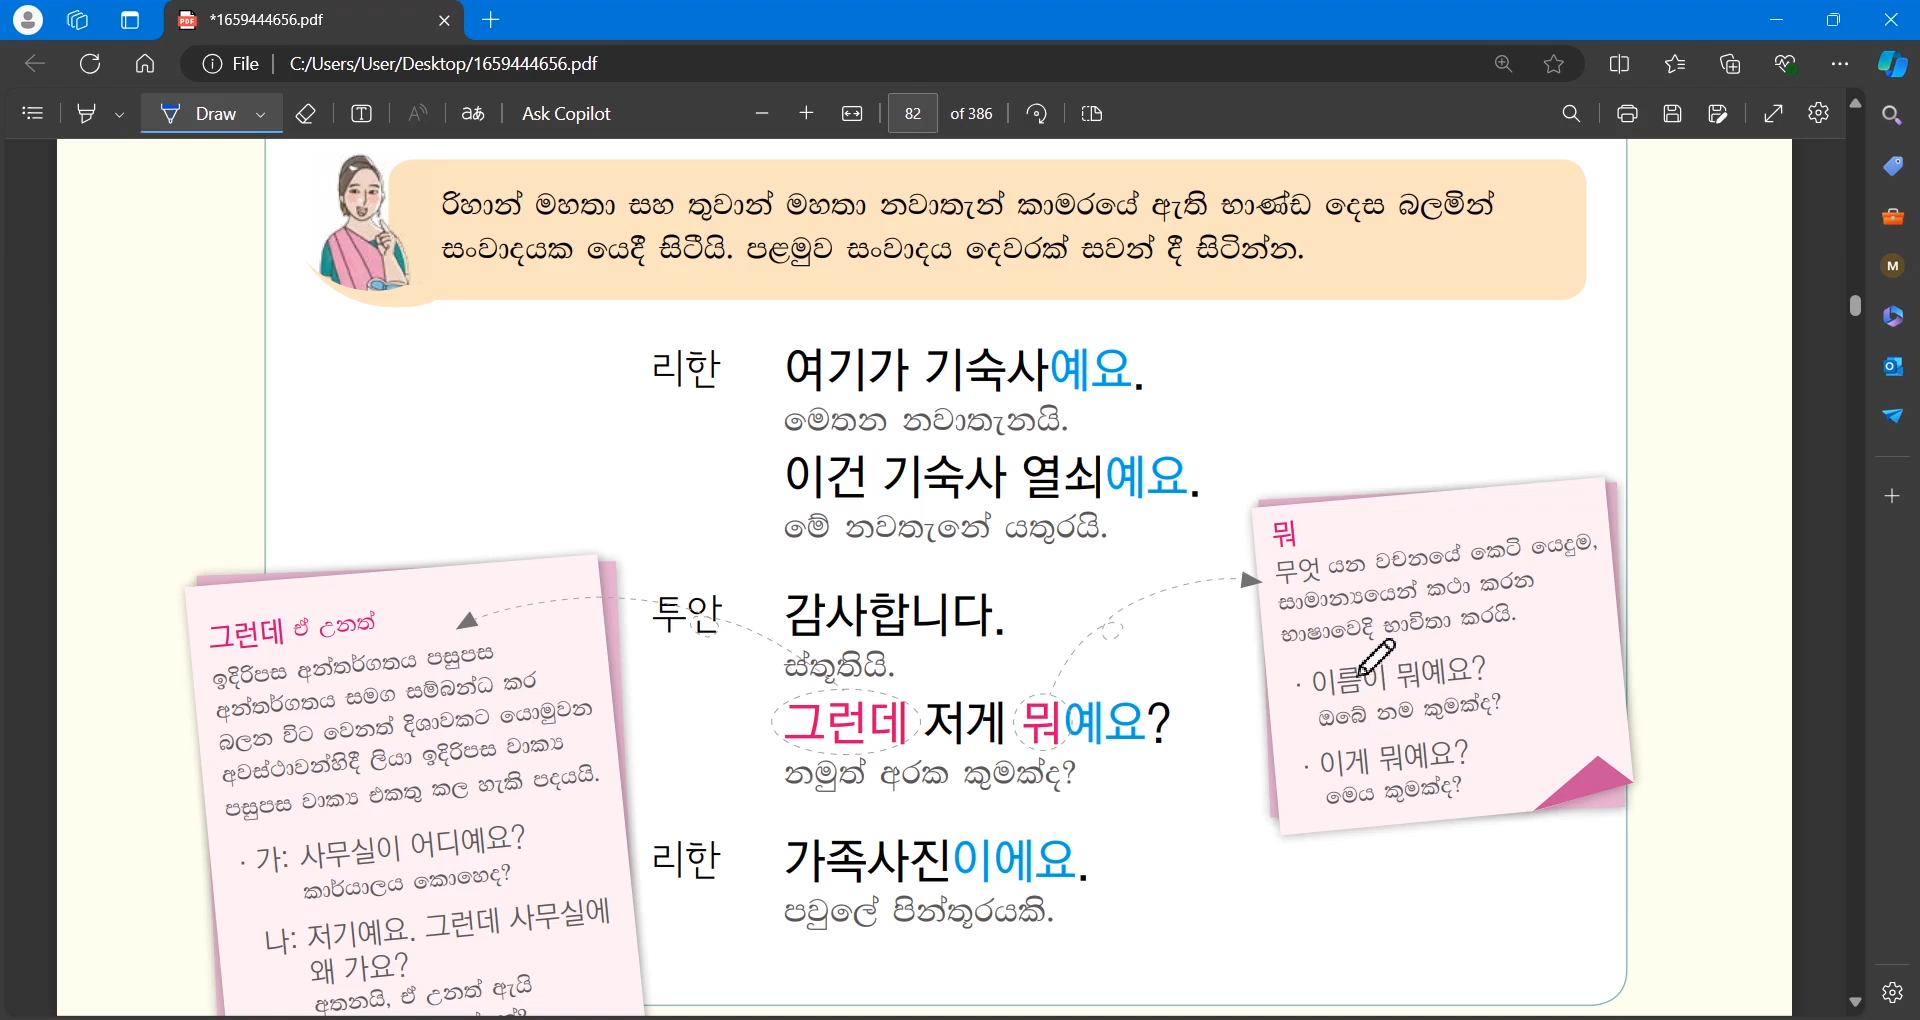 *1659444656.pdf
File
C:/Users/User/Desktop/1659444656.pdf
Draw
Ask Copilot
82 of 386
රිහාන් මහතා සහ තුවාන් මහතා නවාතැන් කාමරයේ ඇති භාණ්ඩ දෙස බලමින්
සංවාදයක යෙදී සිටියි. පළමුව සංවාදය දෙවරක් සවන් දී සිටින්න.
리한 여기가 기숙사예요.
මෙතන නවාතැනයි.
이건 기숙사 열쇠예요.
මේ නවතැනේ යතුරයි.
투안 감사합니다.
ස්තූතියි.
그런데 저게 뭐예요?
නමුත් අරක කුමක්ද?
리한 가족사진이에요.
පවුලේ පින්තූරයකි.
뭐
무엇 යන වචනයේ කෙටි යෙදුම,
සාමාන්‍යයෙන් කථා කරන
භාෂාවෙදි භාවිතා කරයි.
· 이름이 뭐예요?
ඔබේ නම කුමක්ද?
· 이게 뭐예요?
මෙය කුමක්ද?
그런데 ඒ උනත්
ඉදිරිපස අන්තර්ගතය පසුපස
අන්තර්ගතය සමග සම්බන්ධ කර
බලන විට වෙනත් දිශාවකට යොමුවන
අවස්ථාවන්හිදී ලියා ඉදිරිපස වාක්‍ය
පසුපස වාක්‍ය එකතු කල හැකි පදයයි.
· 가: 사무실이 어디예요?
කාර්යාලය කොහෙද?
나: 저기예요. 그런데 사무실에
왜 가요?
අතනයි, ඒ උනත් ඇයි